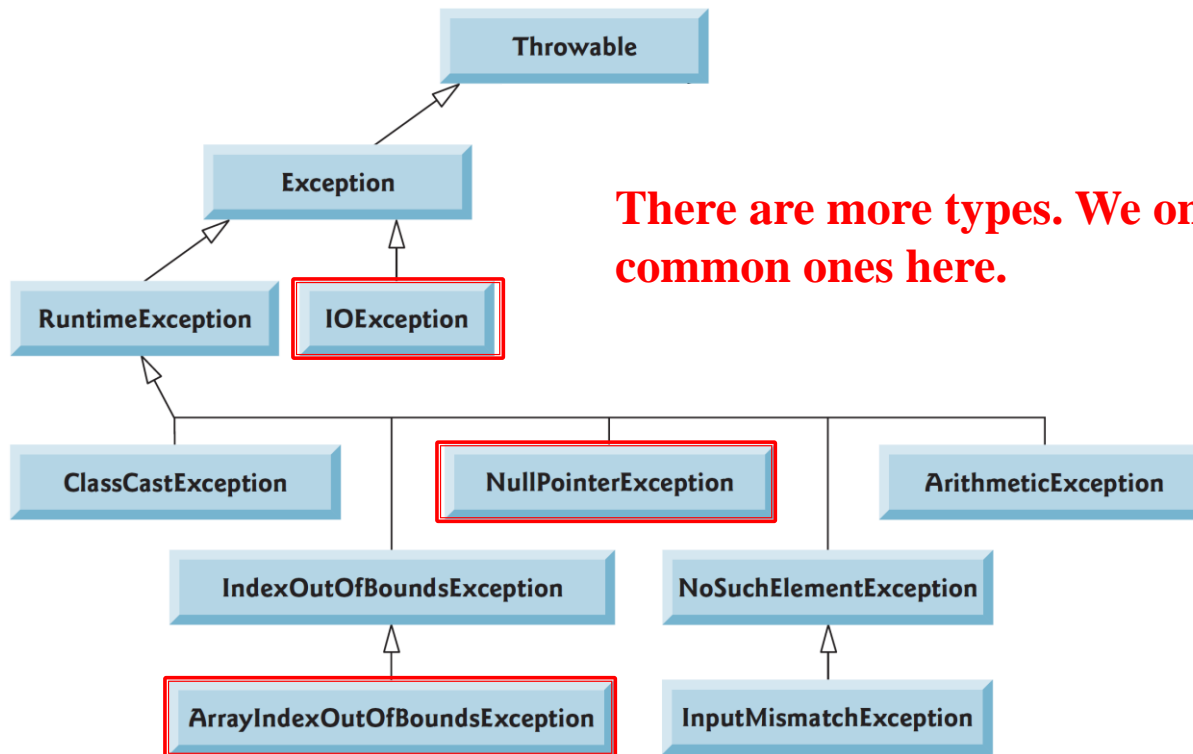 Throwable
Exception
There are more types. We
common ones here.
RuntimeException
IOException
ClassCastException
NullPointerException
ArithmeticException
IndexOutOfBoundsException
NoSuchElementException
ArrayIndexOutOfBoundsException
InputMismatchException